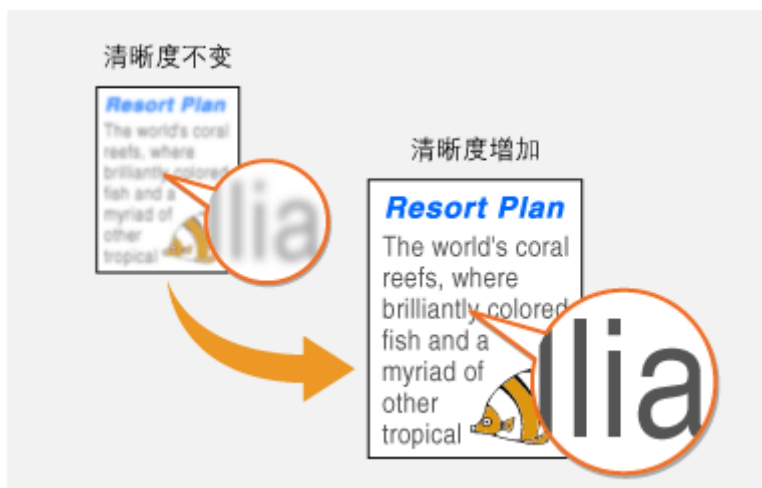 清晰度不变
Resort Plan
The world's coral
reefs, where
brilliantly colored
fish and a
myriad of
other
tropical
llia
清晰度增加
Resort Plan
The world's coral
reefs, where
brilliantly colored
fish and a
myriad of
other
tropical
llia